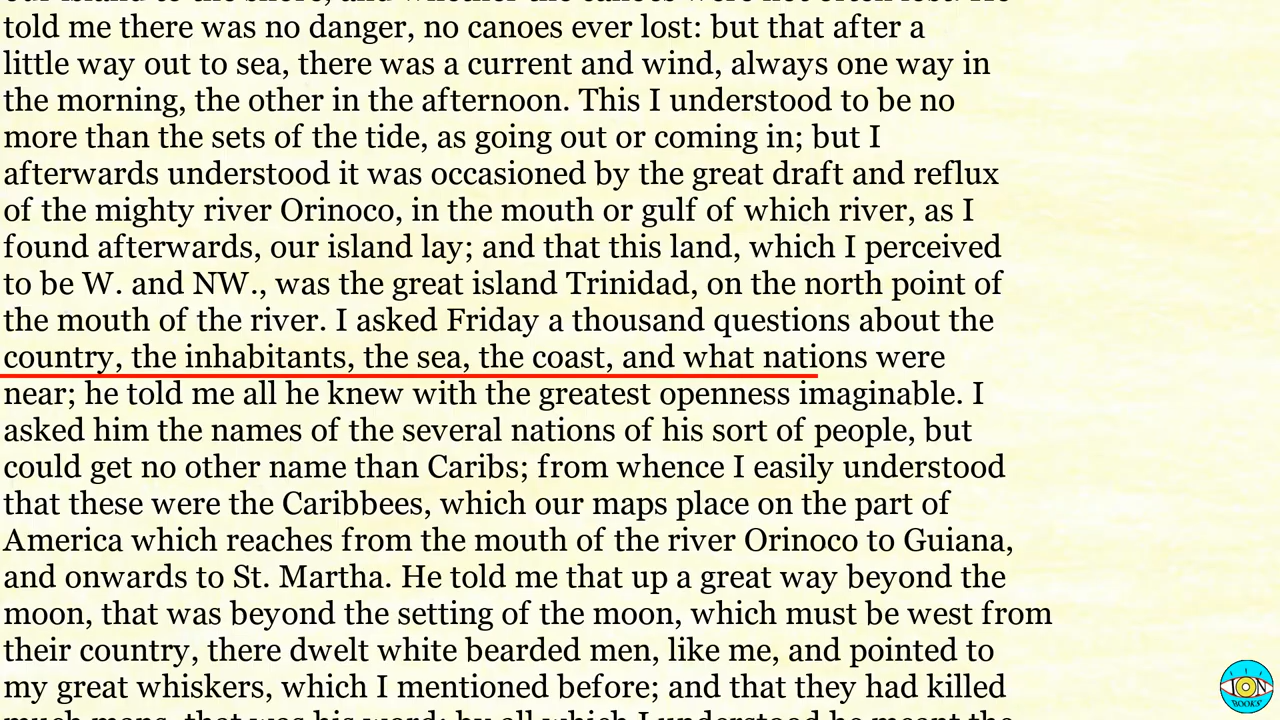 told me there was no danger, no canoes ever lost: but that after a
little way out to sea, there was a current and wind, always one way in
the morning, the other in the afternoon. This I understood to be no
more than the sets of the tide, as going out or coming in; but I
afterwards understood it was occasioned by the great draft and reflux
of the mighty river Orinoco, in the mouth or gulf of which river, as I
found afterwards, our island lay; and that this land, which I perceived
to be W. and NW., was the great island Trinidad, on the north point of
the mouth of the river. I asked Friday a thousand questions about the
country, the inhabitants, the sea, the coast, and what nations were
near; he told me all he knew with the greatest openness imaginable. I
asked him the names of the several nations of his sort of people, but
could get no other name than Caribs; from whence I easily understood
that these were the Caribbees, which our maps place on the part of
America which reaches from the mouth of the river Orinoco to Guiana,
and onwards to St. Martha. He told me that up a great way beyond the
moon, that was beyond the setting of the moon, which must be west from
their country, there dwelt white bearded men, like me, and pointed to
my great whiskers, which I mentioned before; and that they had killed
ION
BOOKS